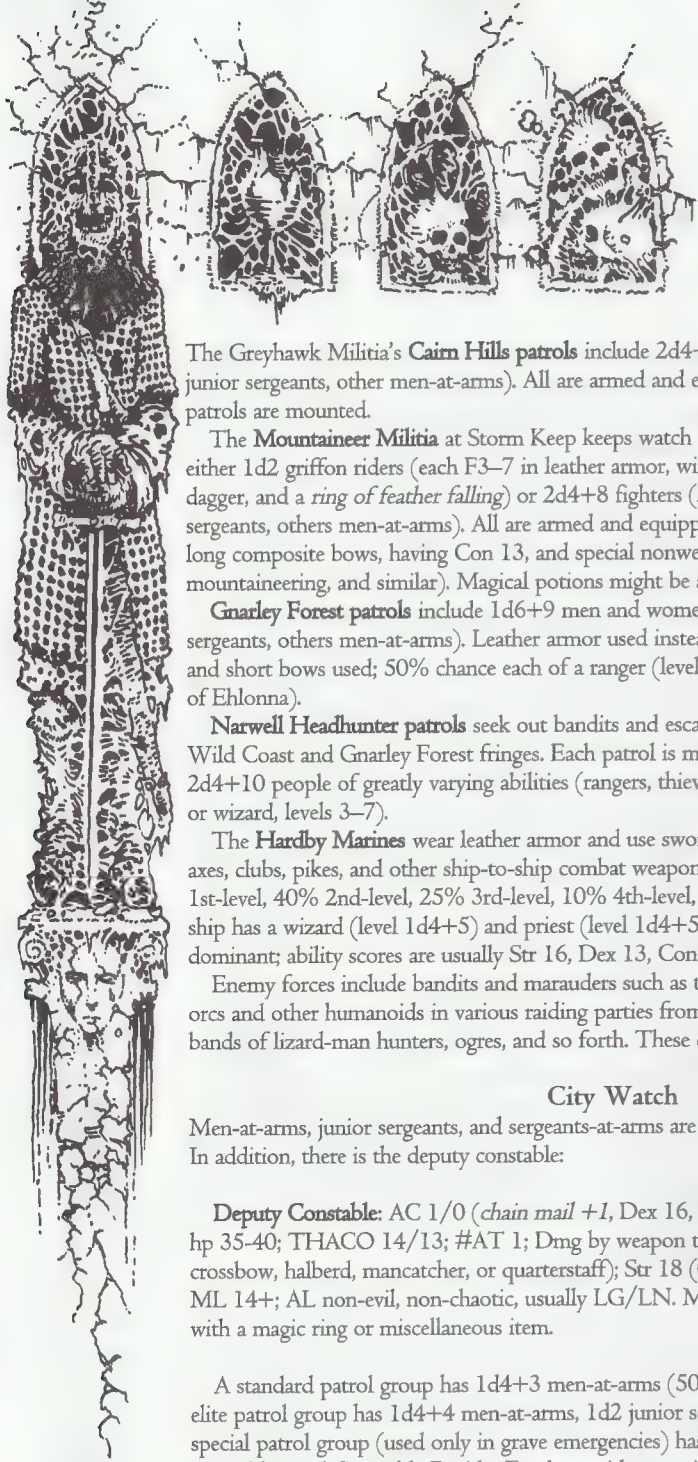 The Greyhawk Militia's Cairn Hills patrols include 2d4-
junior sergeants, other men-at-arms). All are armed and e
patrols are mounted.
The Mountaineer Militia at Storm Keep keeps watch
either 1d2 griffon riders (each F3–7 in leather armor, wi
dagger, and a ring of feather falling) or 2d4+8 fighters (
sergeants, others men-at-arms). All are armed and equipp
long composite bows, having Con 13, and special nonwe
mountaineering, and similar). Magical potions might be
Gnarley Forest patrols include 1d6+9 men and wome
sergeants, others men-at-arms). Leather armor used instea
and short bows used; 50% chance each of a ranger (level
of Ehlonna).
Narwell Headhunter patrols seek out bandits and esca
Wild Coast and Gnarley Forest fringes. Each patrol is m
2d4+10 people of greatly varying abilities (rangers, thiev
or wizard, levels 3–7).
The Hardby Marines wear leather armor and use swo
axes, clubs, pikes, and other ship-to-ship combat weapon
1st-level, 40% 2nd-level, 25% 3rd-level, 10% 4th-level,
ship has a wizard (level 1d4+5) and priest (level 1d4+5
dominant; ability scores are usually Str 16, Dex 13, Con
Enemy forces include bandits and marauders such as t
orcs and other humanoids in various raiding parties from
bands of lizard-man hunters, ogres, and so forth. These
City Watch
Men-at-arms, junior sergeants, and sergeants-at-arms are
In addition, there is the deputy constable:
Deputy Constable: AC 1/0 (chain mail +1, Dex 16,
hp 35-40; THACO 14/13; #AT 1; Dmg by weapon t
crossbow, halberd, mancatcher, or quarterstaff); Str 18 (
ML 14+; AL non-evil, non-chaotic, usually LG/LN. M
with a magic ring or miscellaneous item.
A standard patrol group has 1d4+3 men-at-arms (50
elite patrol group has 1d4+4 men-at-arms, 1d2 junior s
special patrol group (used only in grave emergencies) has